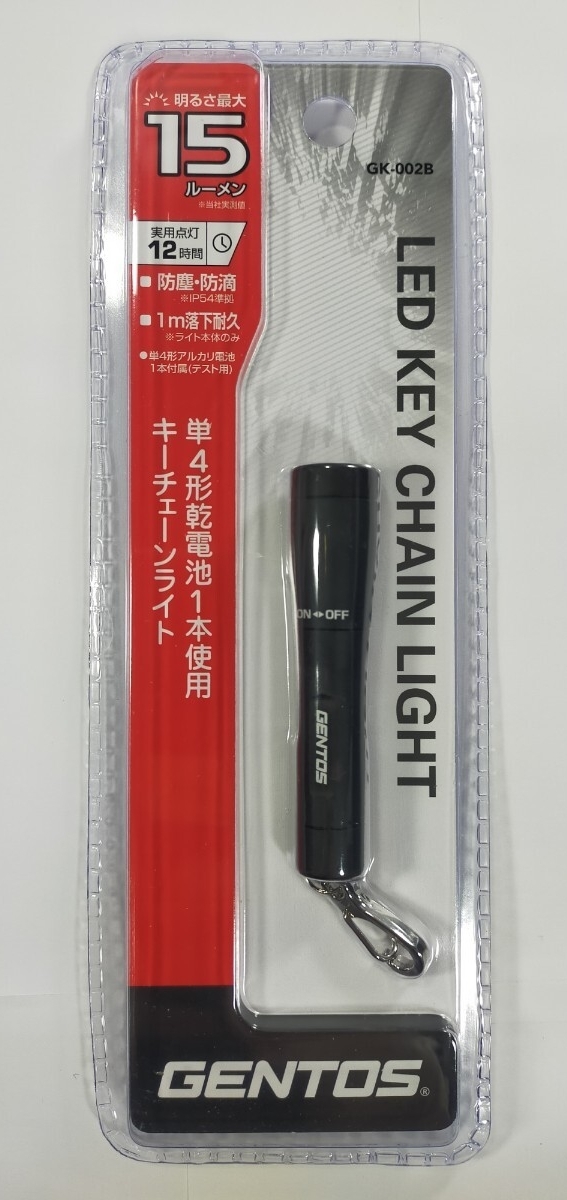 明るさ最大
15
ルーメン
※当社実測値
実用点灯
12時間
■ 防塵・防滴
※IP54準拠
■ 1m落下耐久
※ライト本体のみ
●単4形アルカリ電池
1本付属(テスト用)
単4形乾電池1本使用
キーチェーンライト
GK-002B
LED KEY CHAIN LIGHT
ON ◂▸ OFF
GENTOS
GENTOS®